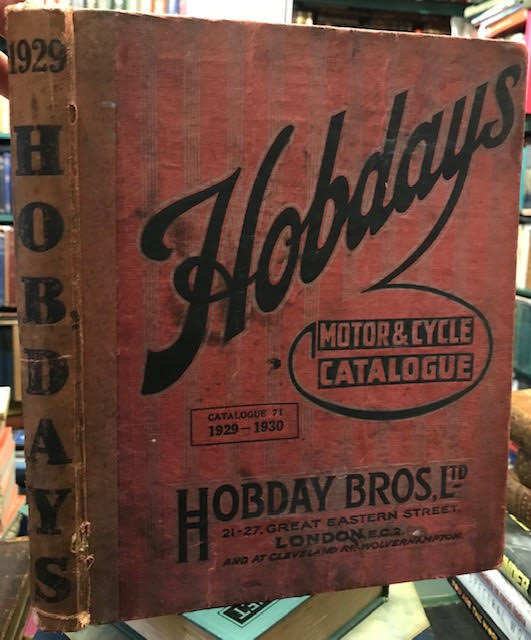 1929
HOBDAYS
Hobdays
MOTOR & CYCLE
CATALOGUE
CATALOGUE 71
1929-1930
HOBDAY BROS, LTD
21-27, GREAT EASTERN STREET,
LONDON, E.C.2.
AND AT CLEVELAND RD WOLVERHAMPTON.